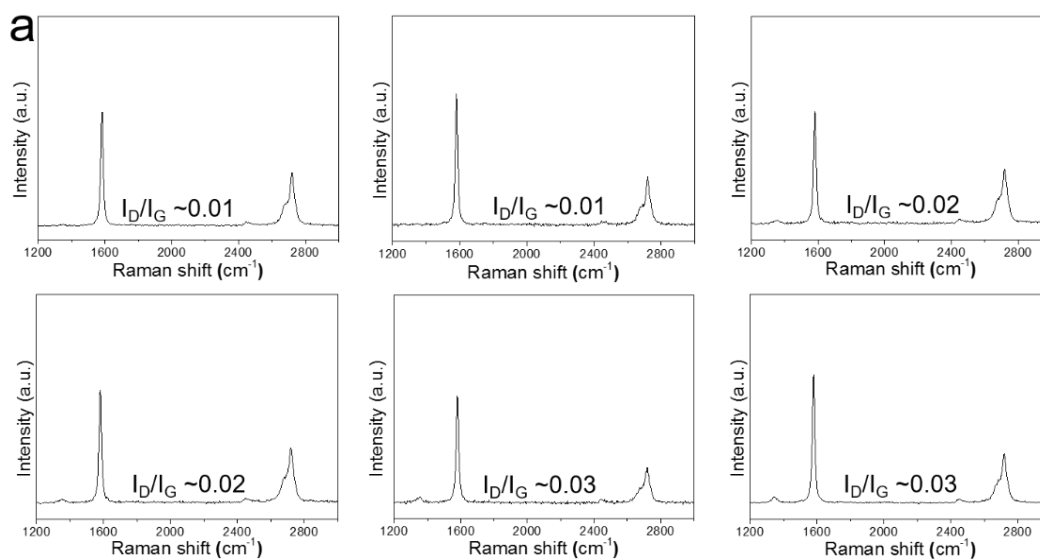 a
Intensity (a.u.)
I_D/I_G ~0.01
1200 1600 2000 2400 2800
Raman shift (cm⁻¹)
Intensity (a.u.)
I_D/I_G ~0.01
1200 1600 2000 2400 2800
Raman shift (cm⁻¹)
Intensity (a.u.)
I_D/I_G ~0.02
1200 1600 2000 2400 2800
Raman shift (cm⁻¹)
Intensity (a.u.)
I_D/I_G ~0.02
1200 1600 2000 2400 2800
Raman shift (cm⁻¹)
Intensity (a.u.)
I_D/I_G ~0.03
1200 1600 2000 2400 2800
Raman shift (cm⁻¹)
Intensity (a.u.)
I_D/I_G ~0.03
1200 1600 2000 2400 2800
Raman shift (cm⁻¹)